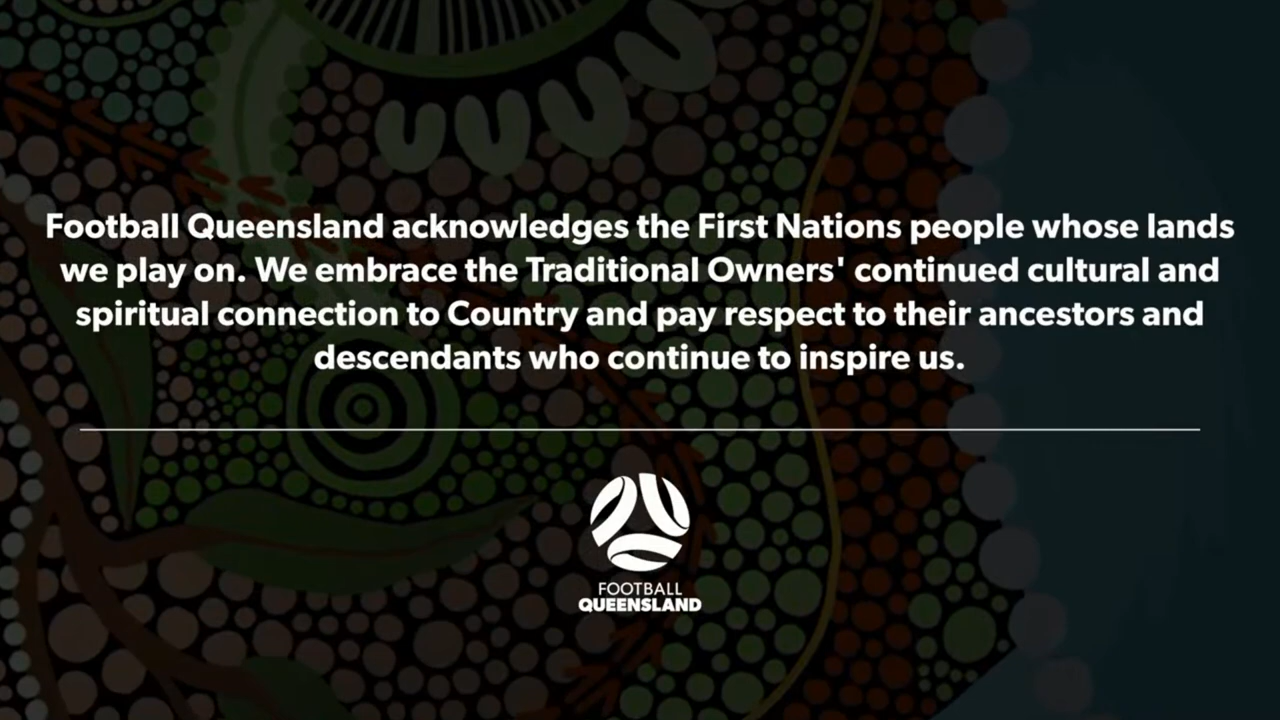 Football Queensland acknowledges the First Nations people whose lands
we play on. We embrace the Traditional Owners' continued cultural and
spiritual connection to Country and pay respect to their ancestors and
descendants who continue to inspire us.
FOOTBALL
QUEENSLAND